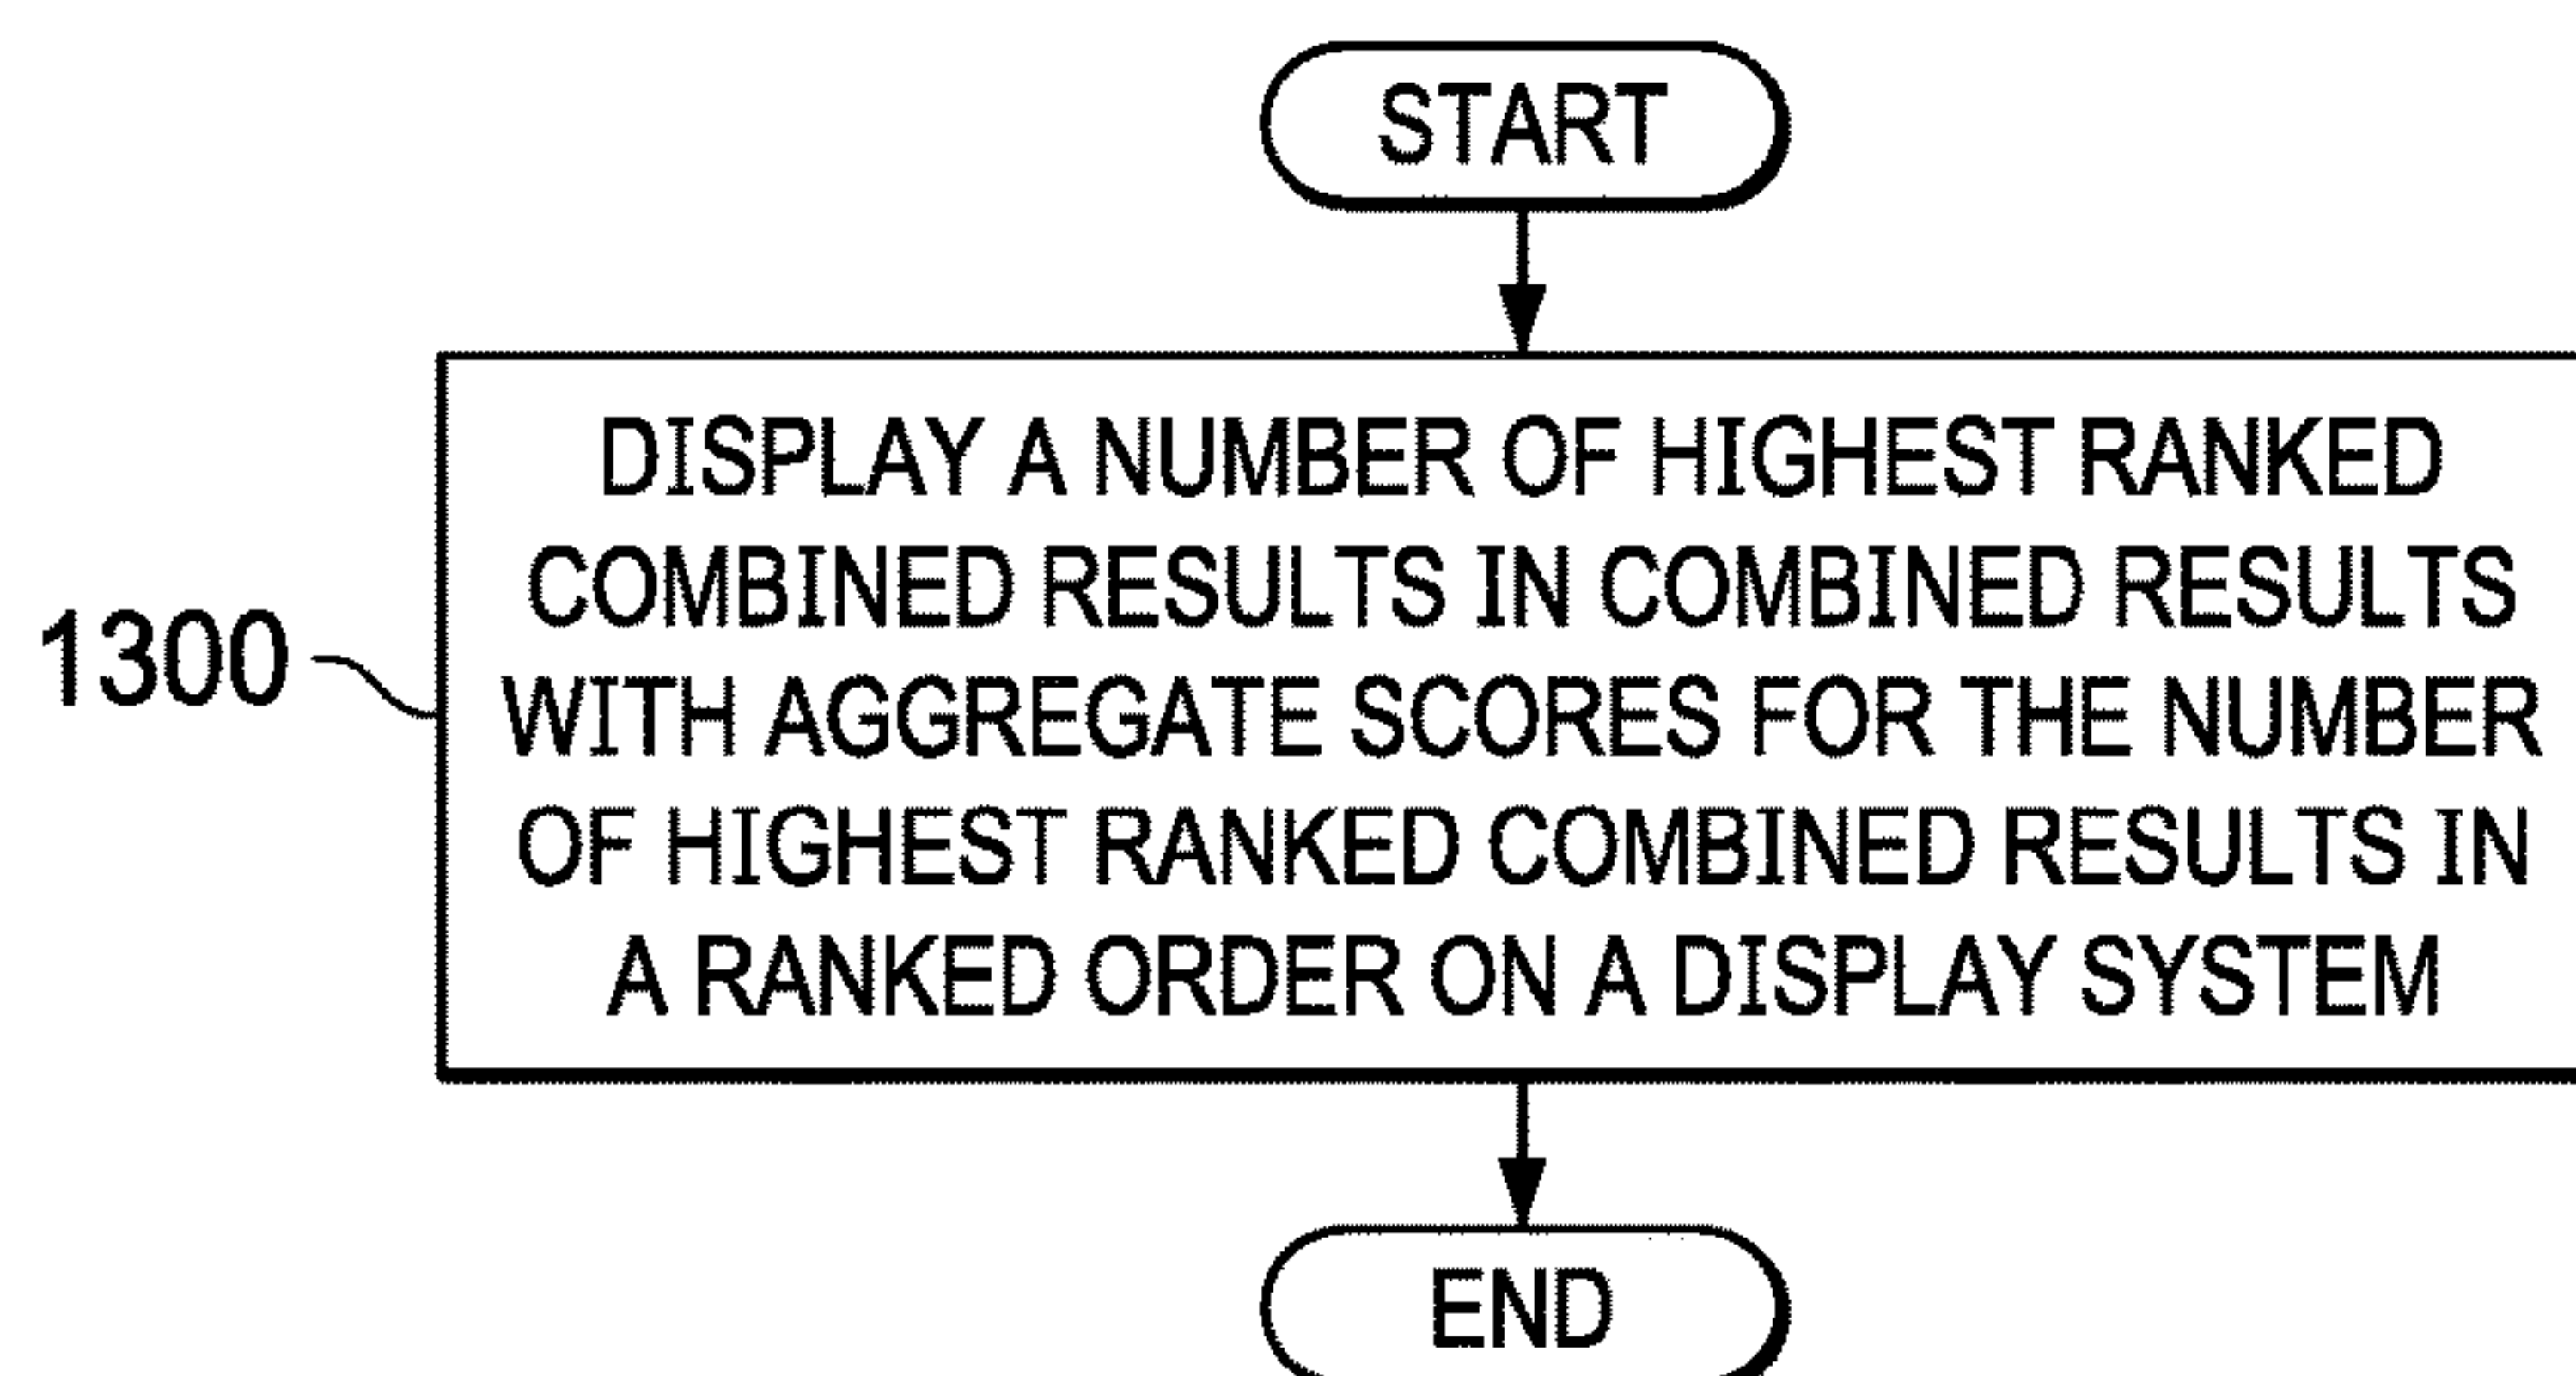 START
DISPLAY A NUMBER OF HIGHEST RANKED
COMBINED RESULTS IN COMBINED RESULTS
1300
WITH AGGREGATE SCORES FOR THE NUMBER
OF HIGHEST RANKED COMBINED RESULTS IN
A RANKED ORDER ON A DISPLAY SYSTEM
END